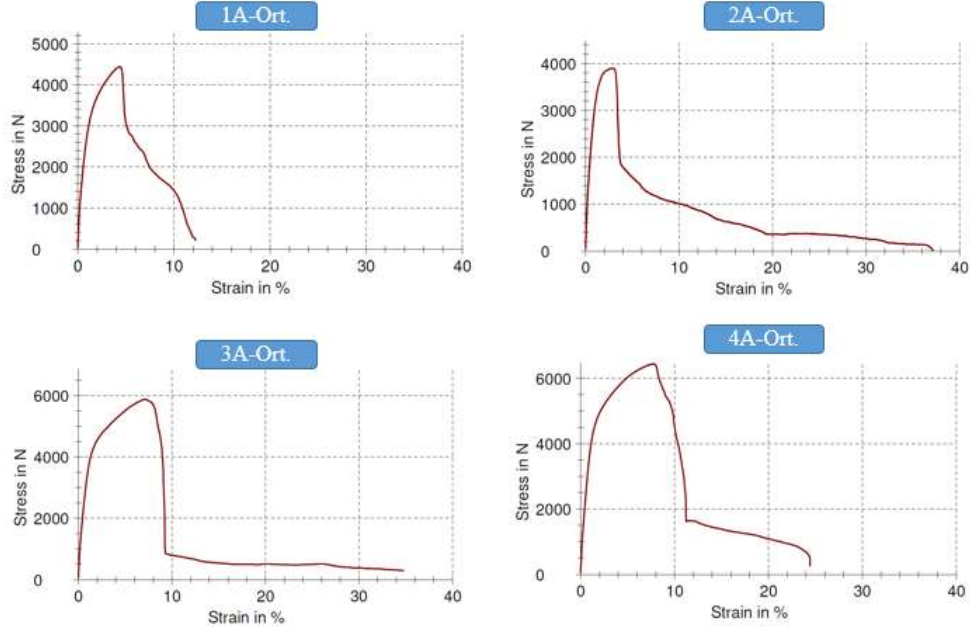 1A-Ort.
5000
4000
3000
2000
1000
0
Stress in N
0 10 20 30 40
Strain in %
2A-Ort.
4000
3000
2000
1000
0
Stress in N
0 10 20 30 40
Strain in %
3A-Ort.
6000
4000
2000
0
Stress in N
0 10 20 30 40
Strain in %
4A-Ort.
6000
4000
2000
0
Stress in N
0 10 20 30 40
Strain in %